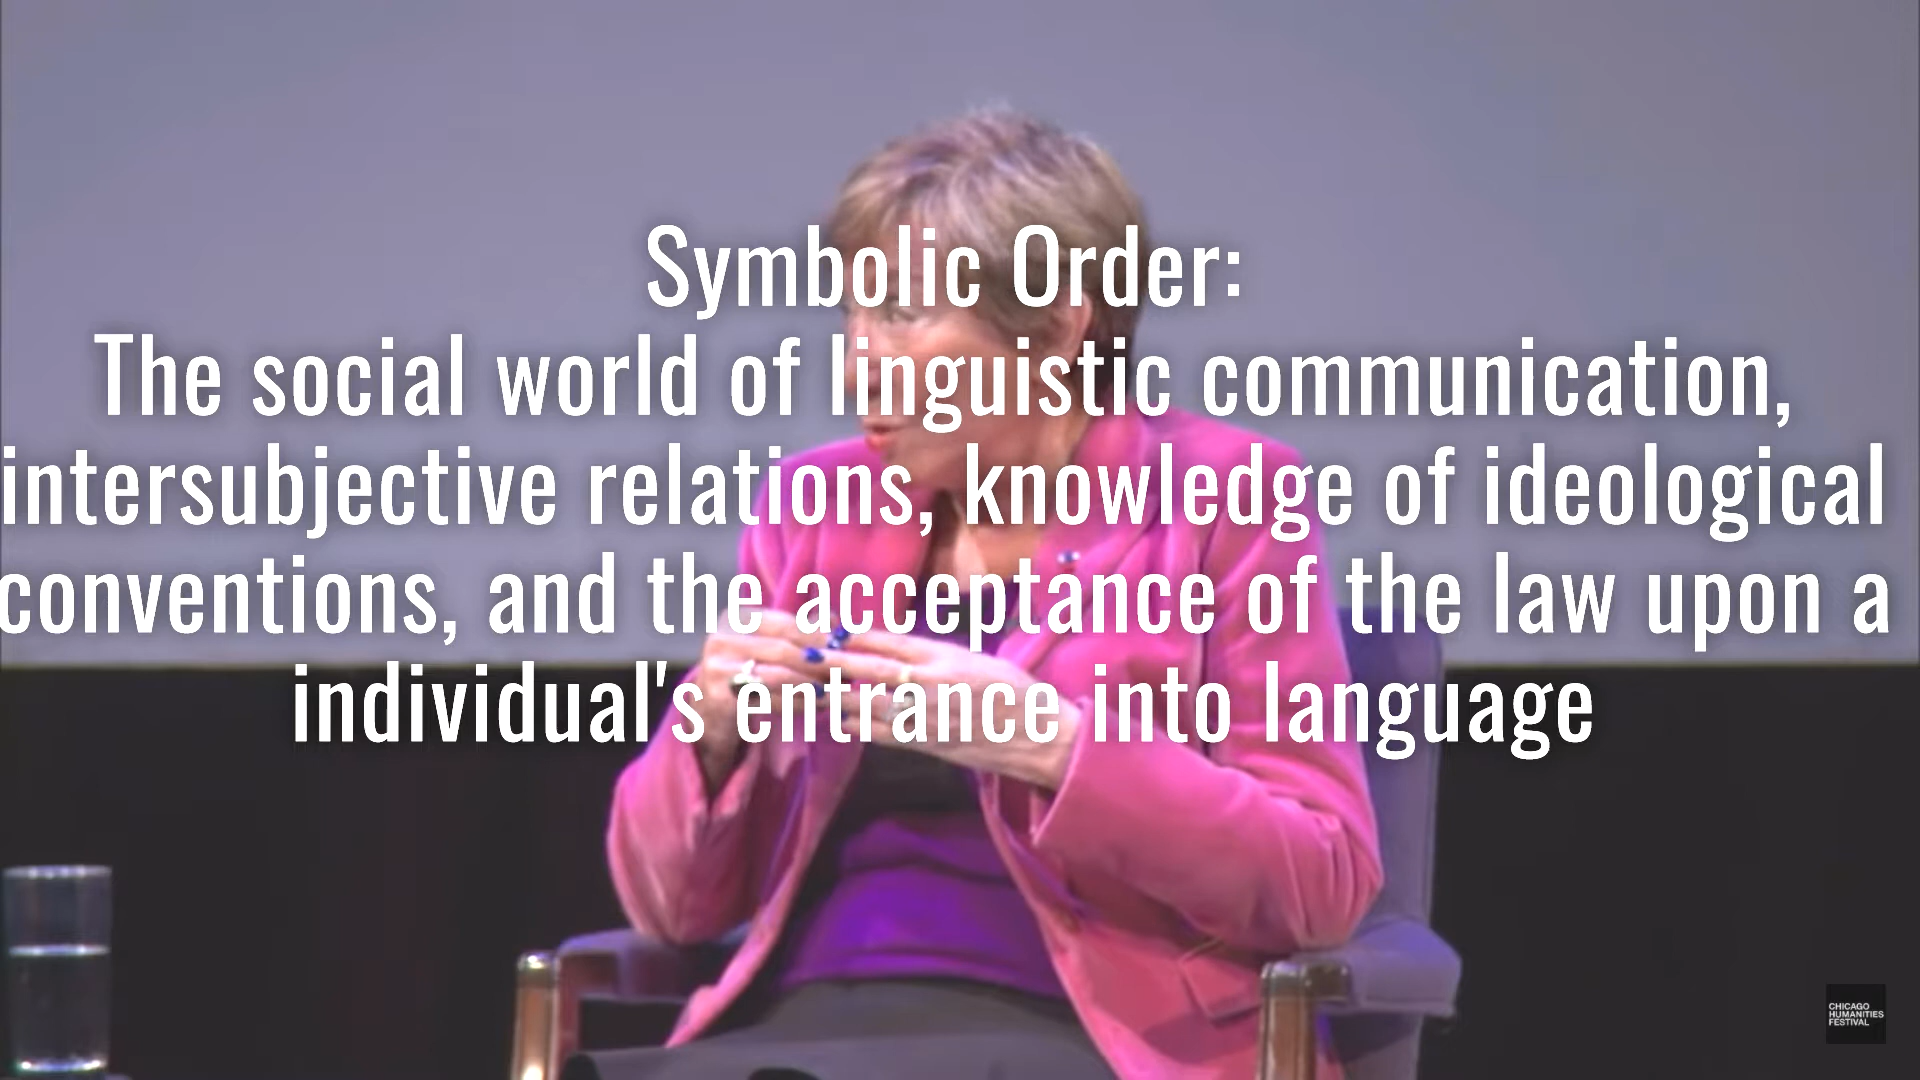 Symbolic Order:
The social world of linguistic communication,
intersubjective relations, knowledge of ideological
conventions, and the acceptance of the law upon a
individual's entrance into language
CHICAGO
HUMANITIES
FESTIVAL